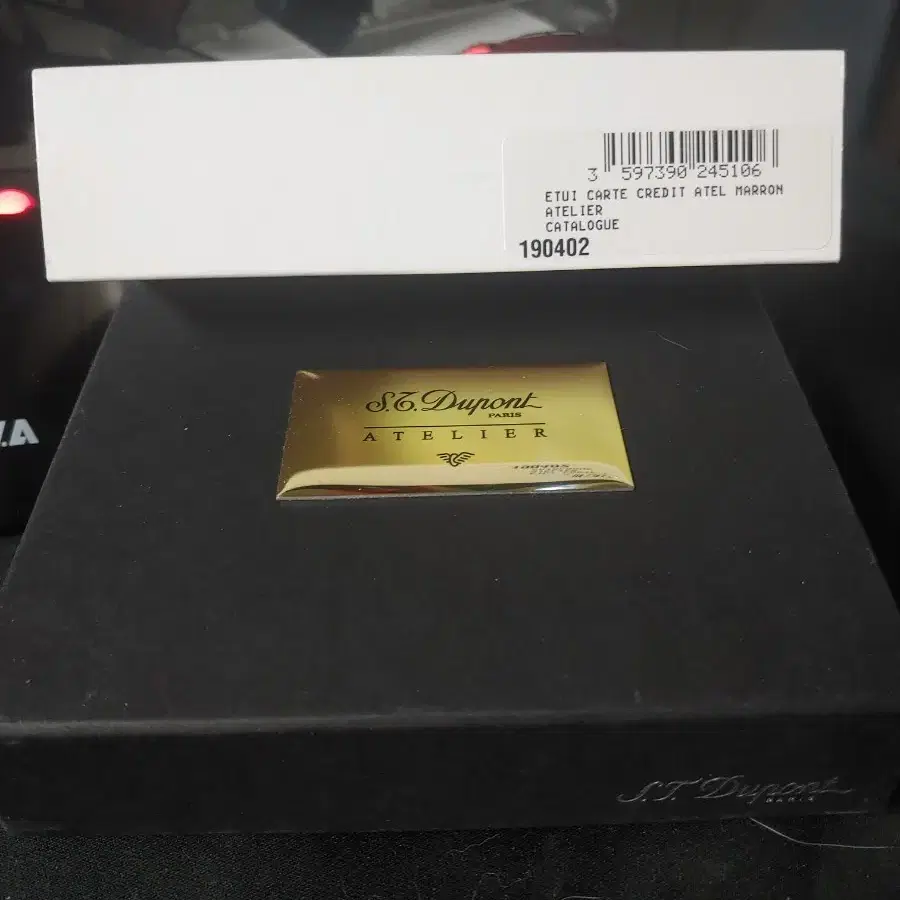 3 597390 245106
ETUI CARTE CREDIT ATEL MARRON
ATELIER
CATALOGUE
190402
S.T. Dupont
PARIS
ATELIER
S.T. Dupont
PARIS